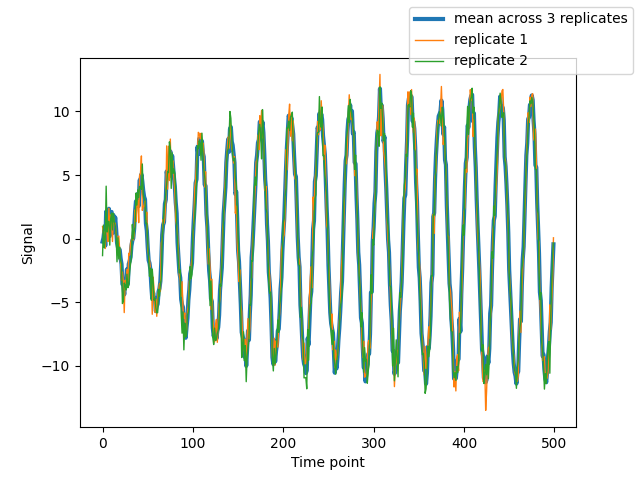 mean across 3 replicates
replicate 1
replicate 2
10
5
0
−5
−10
Signal
0 100 200 300 400 500
Time point